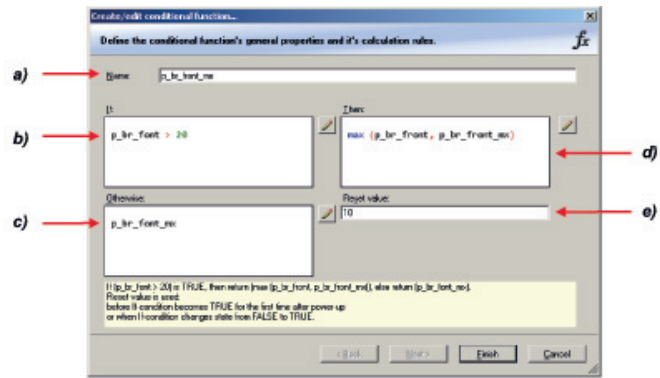 Create/edit conditional function...
Define the conditional function's general properties and it's calculation rules.
fx
a)
Name:
p_br_front_mx
If:
Then:
b)
p_br_font > 20
max (p_br_front, p_br_front_mx)
d)
Otherwise:
Reset value:
c)
p_br_font_mx
10
e)
If (p_br_font > 20) is TRUE, then return (max (p_br_front, p_br_front_mx)), else return (p_br_font_mx).
Reset value is used:
before If-condition becomes TRUE for the first time after power-up
or when If-condition changes state from FALSE to TRUE.
< Back
Next >
Finish
Cancel